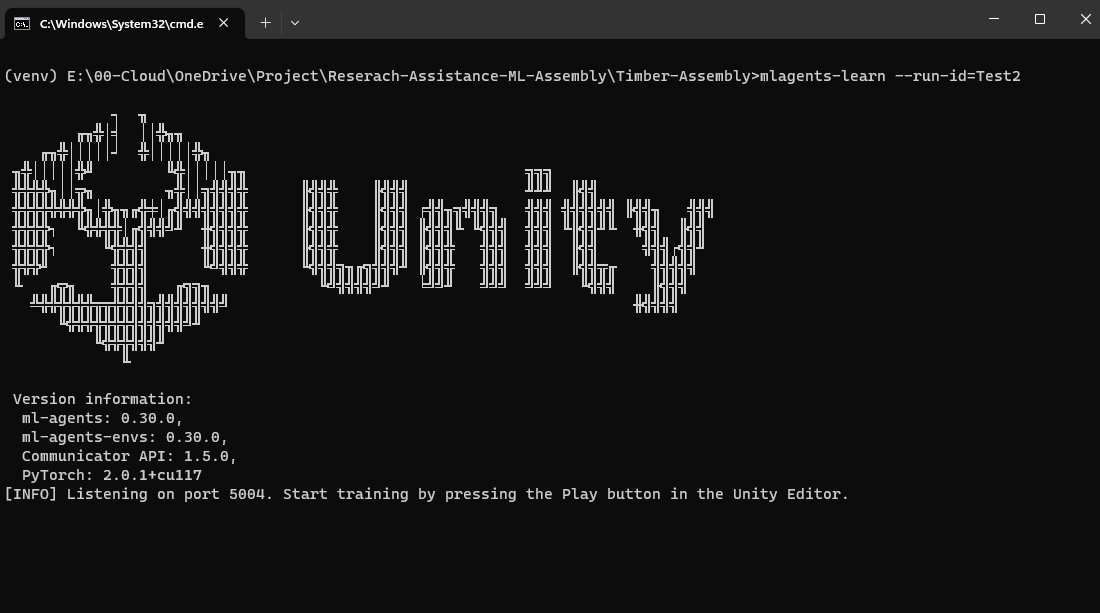 C:\Windows\System32\cmd.e
(venv) E:\00-Cloud\OneDrive\Project\Reserach-Assistance-ML-Assembly\Timber-Assembly>mlagents-learn --run-id=Test2
unity
Version information:
ml-agents: 0.30.0,
ml-agents-envs: 0.30.0,
Communicator API: 1.5.0,
PyTorch: 2.0.1+cu117
[INFO] Listening on port 5004. Start training by pressing the Play button in the Unity Editor.